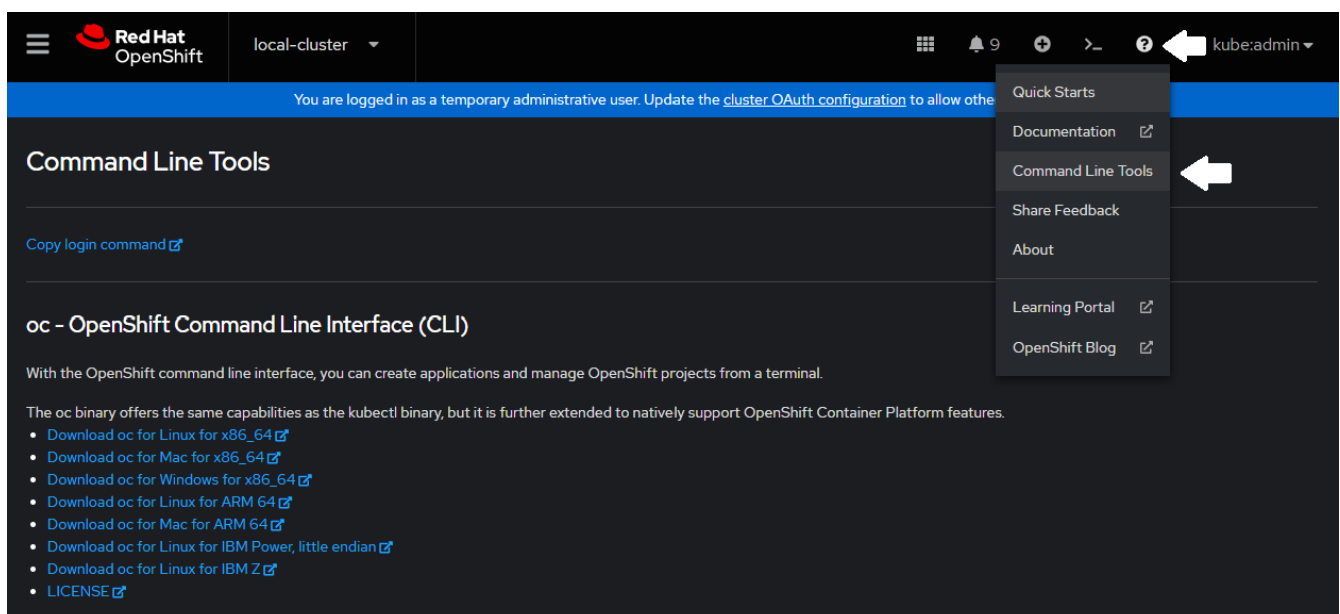 Red Hat
OpenShift
local-cluster
9
kube:admin
You are logged in as a temporary administrative user. Update the cluster OAuth configuration to allow othe
Quick Starts
Documentation
Command Line Tools
Share Feedback
About
Learning Portal
OpenShift Blog
Command Line Tools
Copy login command
oc - OpenShift Command Line Interface (CLI)
With the OpenShift command line interface, you can create applications and manage OpenShift projects from a terminal.
The oc binary offers the same capabilities as the kubectl binary, but it is further extended to natively support OpenShift Container Platform features.
Download oc for Linux for x86_64
Download oc for Mac for x86_64
Download oc for Windows for x86_64
Download oc for Linux for ARM 64
Download oc for Mac for ARM 64
Download oc for Linux for IBM Power, little endian
Download oc for Linux for IBM Z
LICENSE